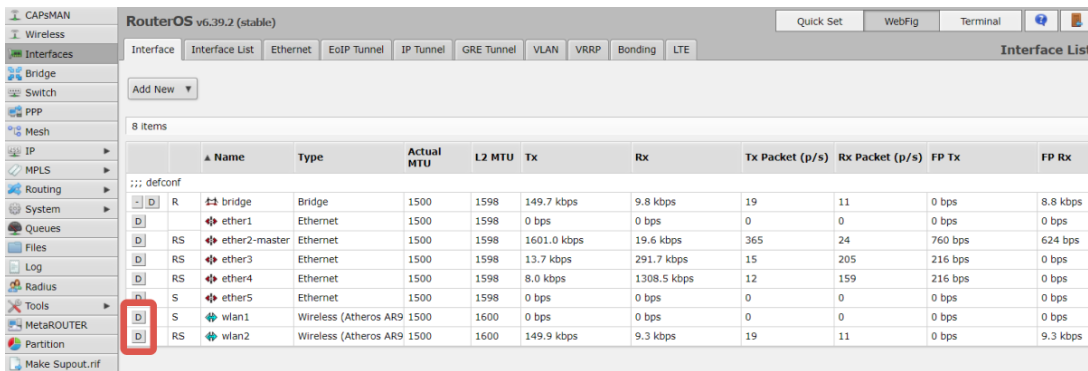 CAPsMAN
Wireless
Interfaces
Bridge
Switch
PPP
Mesh
IP
MPLS
Routing
System
Queues
Files
Log
Radius
Tools
MetaROUTER
Partition
Make Supout.rif
RouterOS v6.39.2 (stable)
Quick Set WebFig Terminal
Interface Interface List Ethernet EoIP Tunnel IP Tunnel GRE Tunnel VLAN VRRP Bonding LTE Interface List
Add New ▼
8 items
▲ Name Type Actual MTU L2 MTU Tx Rx Tx Packet (p/s) Rx Packet (p/s) FP Tx FP Rx
;;; defconf
- D R bridge Bridge 1500 1598 149.7 kbps 9.8 kbps 19 11 0 bps 8.8 kbps
D ether1 Ethernet 1500 1598 0 bps 0 bps 0 0 0 bps 0 bps
D RS ether2-master Ethernet 1500 1598 1601.0 kbps 19.6 kbps 365 24 760 bps 624 bps
D RS ether3 Ethernet 1500 1598 13.7 kbps 291.7 kbps 15 205 216 bps 0 bps
D RS ether4 Ethernet 1500 1598 8.0 kbps 1308.5 kbps 12 159 216 bps 0 bps
D S ether5 Ethernet 1500 1598 0 bps 0 bps 0 0 0 bps 0 bps
D S wlan1 Wireless (Atheros AR9 1500 1600 0 bps 0 bps 0 0 0 bps 0 bps
D RS wlan2 Wireless (Atheros AR9 1500 1600 149.9 kbps 9.3 kbps 19 11 0 bps 9.3 kbps